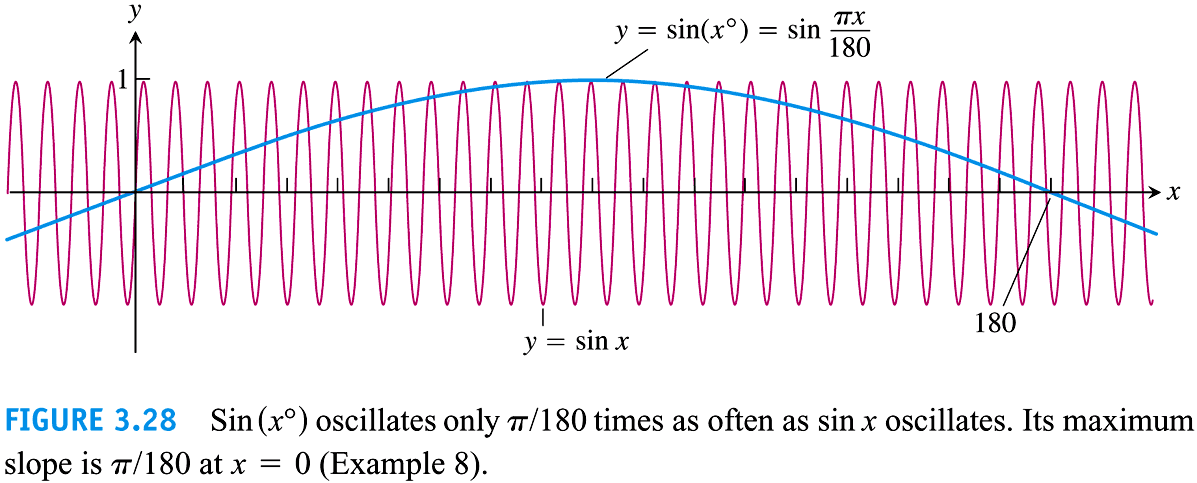 y
y = sin(x°) = sin πx/180
1
x
180
y = sin x
FIGURE 3.28 Sin (x°) oscillates only π/180 times as often as sin x oscillates. Its maximum
slope is π/180 at x = 0 (Example 8).